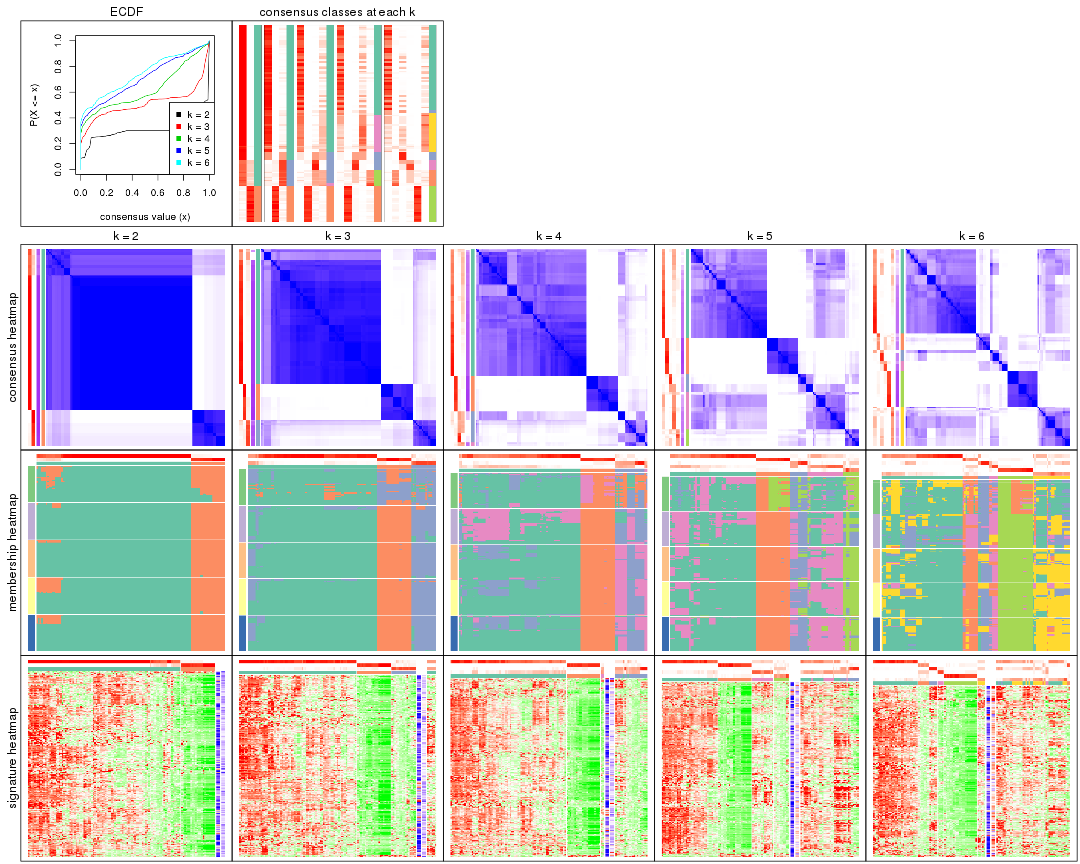 ECDF
consensus classes at each k
P(X <= x)
0.0 0.2 0.4 0.6 0.8 1.0
k = 2
k = 3
k = 4
k = 5
k = 6
0.0 0.2 0.4 0.6 0.8 1.0
consensus value (x)
k = 2
k = 3
k = 4
k = 5
k = 6
consensus heatmap
membership heatmap
signature heatmap